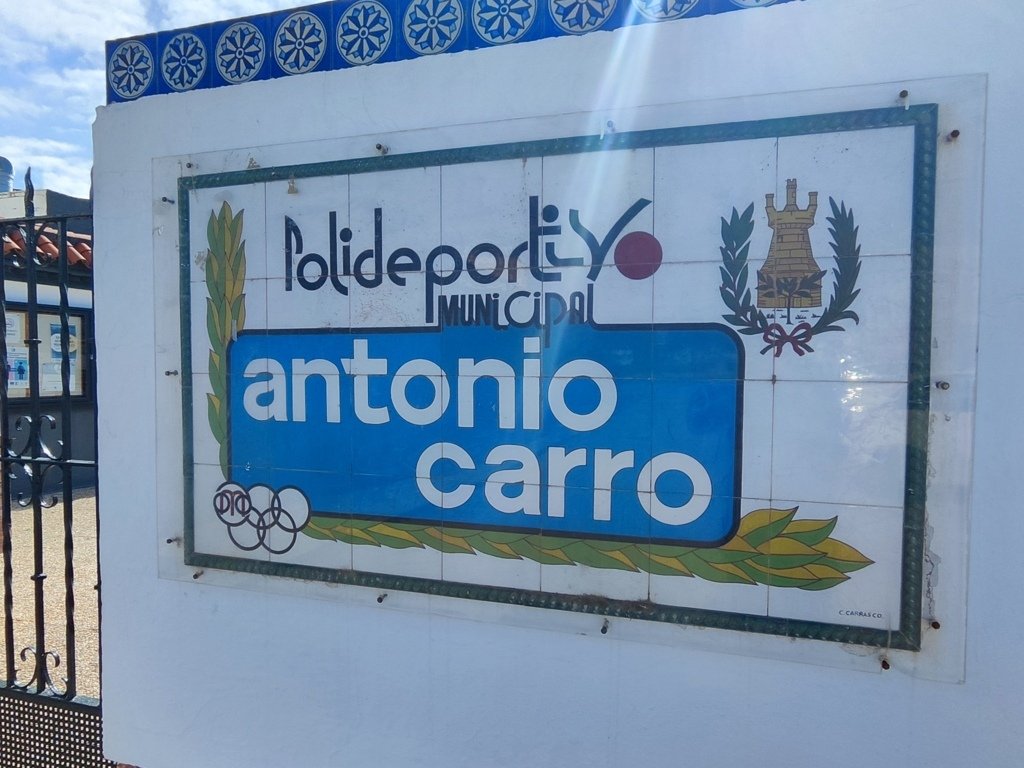 Polideportivo
MUNiCipAl
antonio
carro
C. CARRASCO